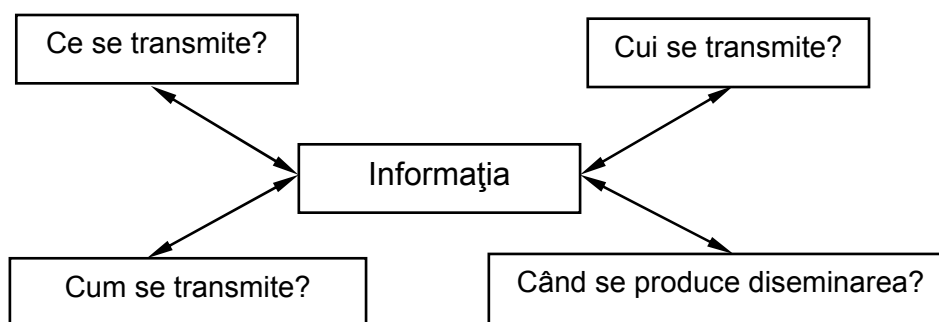 Ce se transmite?
Cui se transmite?
Informaţia
Cum se transmite?
Când se produce diseminarea?